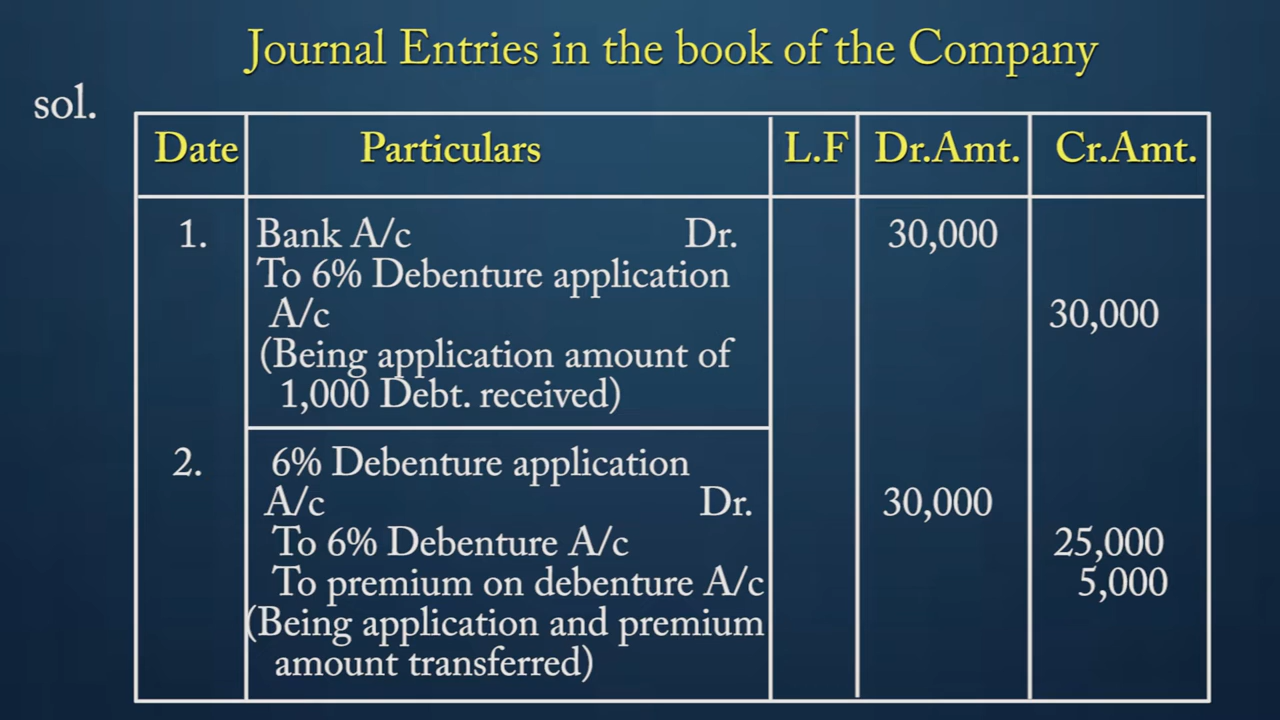 Journal Entries in the book of the Company
sol.
Date Particulars L.F Dr.Amt. Cr.Amt.
1. Bank A/c Dr. 30,000
To 6% Debenture application
A/c 30,000
(Being application amount of
1,000 Debt. received)
2. 6% Debenture application
A/c Dr. 30,000
To 6% Debenture A/c 25,000
To premium on debenture A/c 5,000
(Being application and premium
amount transferred)